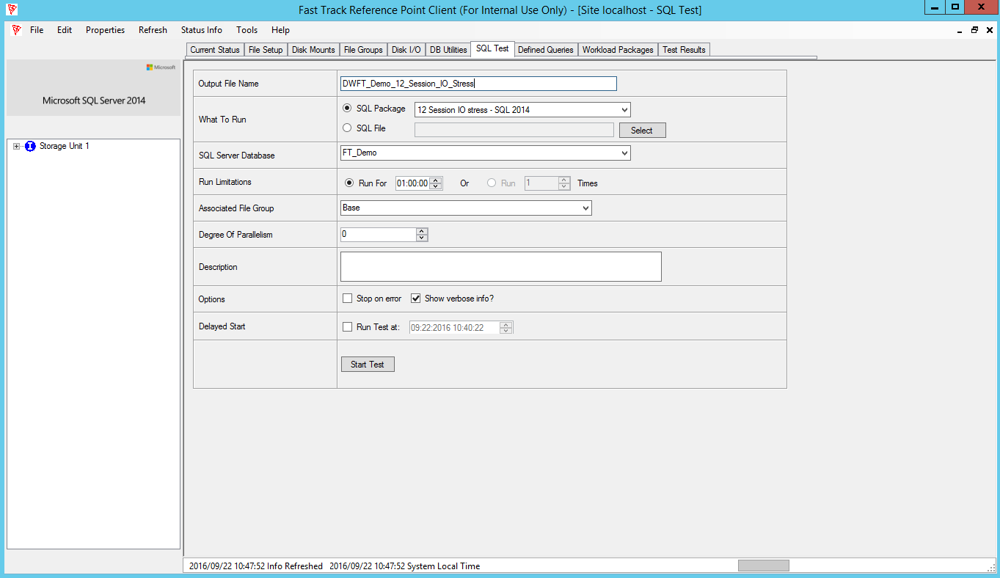 Fast Track Reference Point Client (For Internal Use Only) - [Site localhost - SQL Test]
File Edit Properties Refresh Status Info Tools Help
Current Status File Setup Disk Mounts File Groups Disk I/O DB Utilities SQL Test Defined Queries Workload Packages Test Results
Microsoft
Microsoft SQL Server 2014
Storage Unit 1
Output File Name DWFT_Demo_12_Session_IO_Stress
What To Run
SQL Package 12 Session IO stress - SQL 2014
SQL File Select
SQL Server Database FT_Demo
Run Limitations Run For 01:00:00 Or Run 1 Times
Associated File Group Base
Degree Of Parallelism 0
Description
Options Stop on error Show verbose info?
Delayed Start Run Test at: 09:22:2016 10:40:22
Start Test
2016/09/22 10:47:52 Info Refreshed 2016/09/22 10:47:52 System Local Time